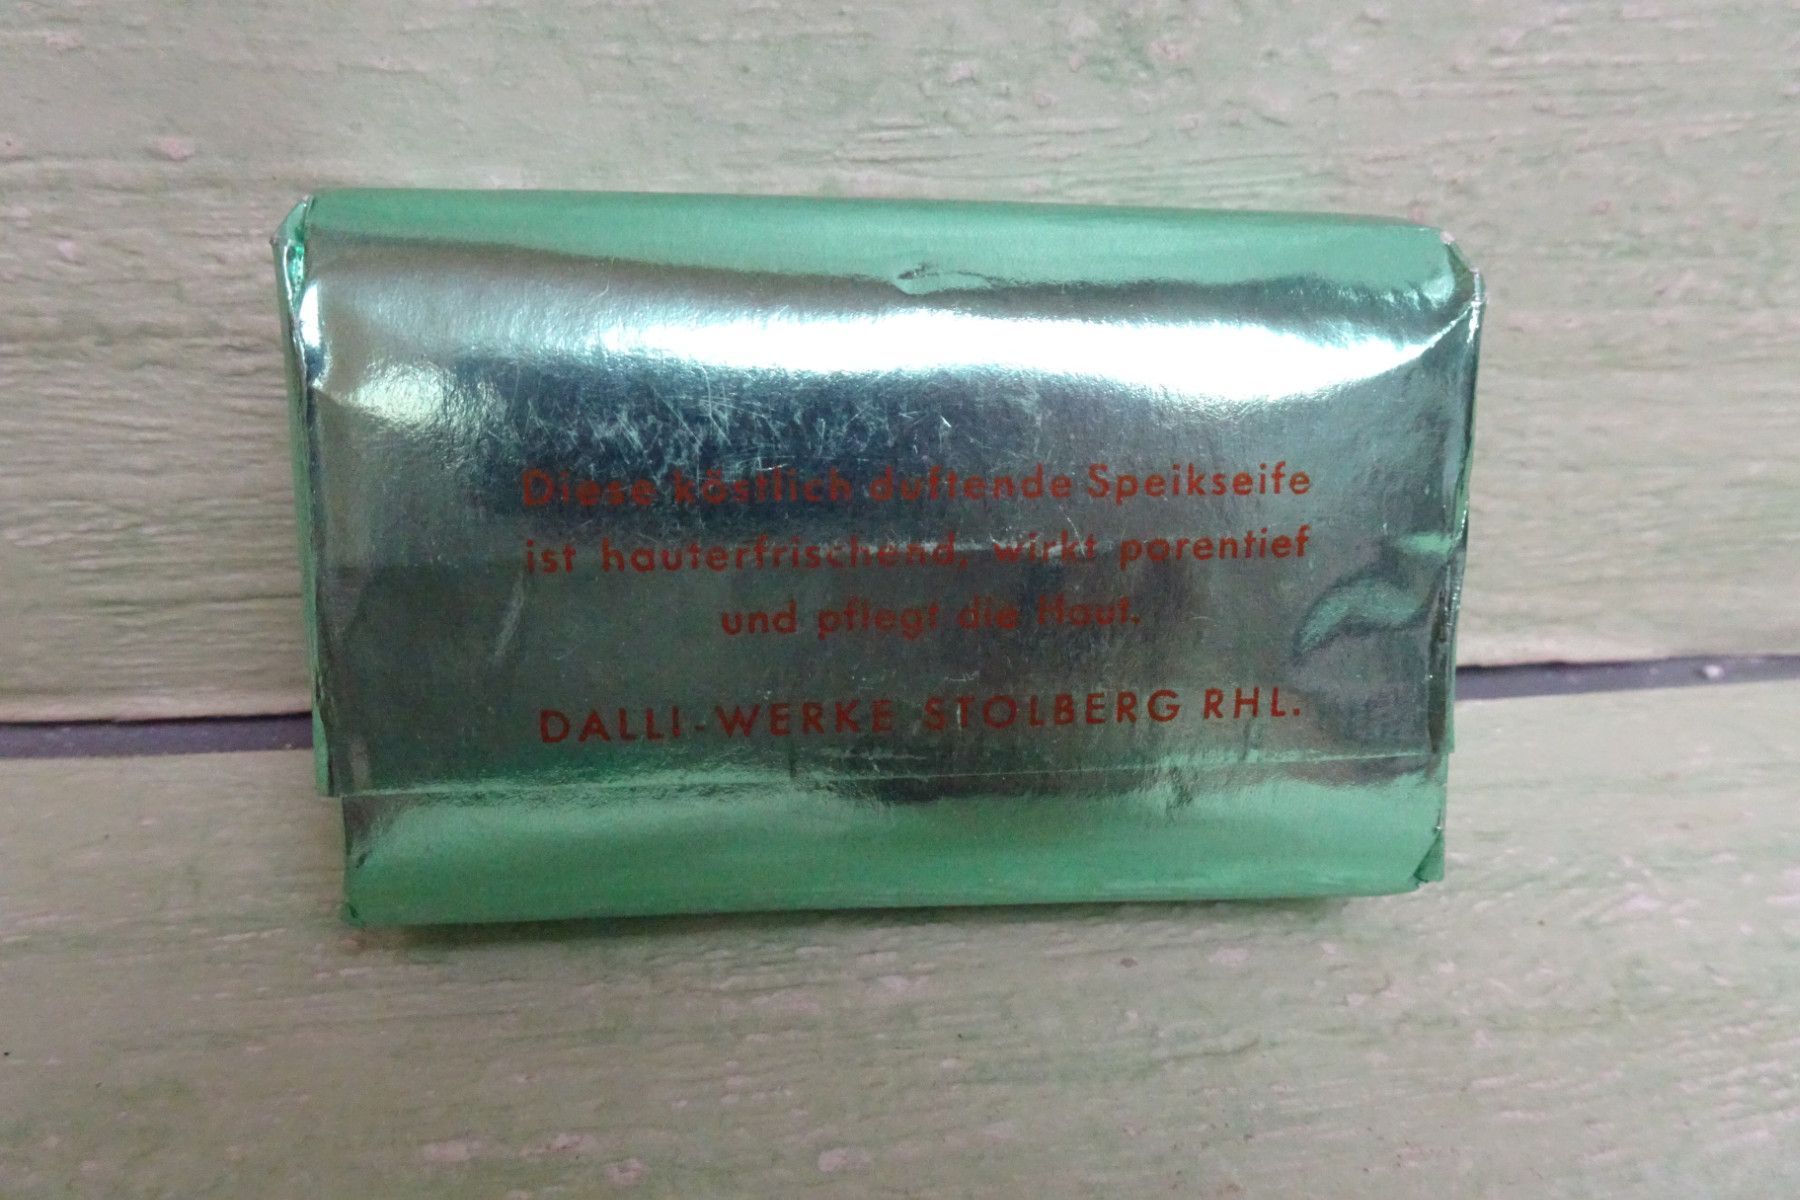 Diese köstlich duftende Speikseife
ist hauterfrischend, wirkt porentief
und pflegt die Haut.
DALLI-WERKE STOLBERG RHL.